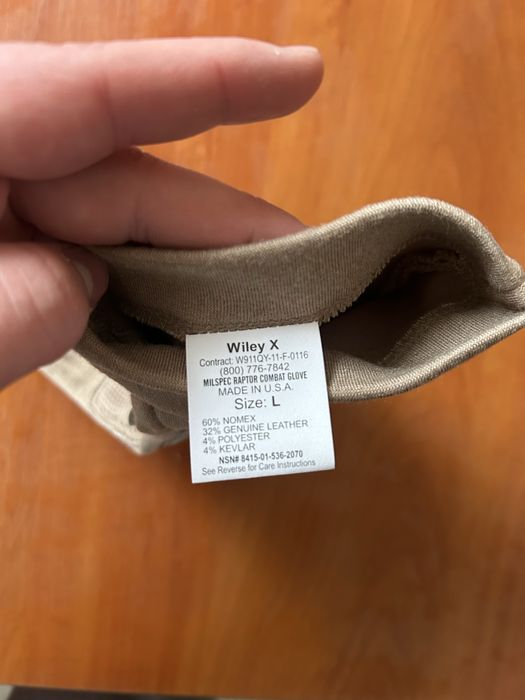 Wiley X
Contract: W911QY-11-F-0116
(800) 776-7842
MILSPEC RAPTOR COMBAT GLOVE
MADE IN U.S.A.
Size: L
60% NOMEX
32% GENUINE LEATHER
4% POLYESTER
4% KEVLAR
NSN# 8415-01-536-2070
See Reverse for Care Instructions